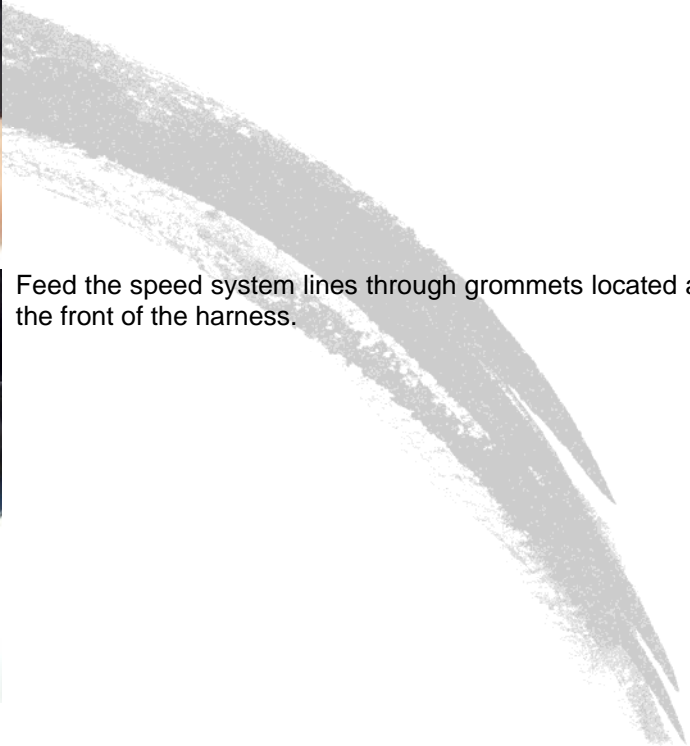 Feed the speed system lines through grommets located a
the front of the harness.